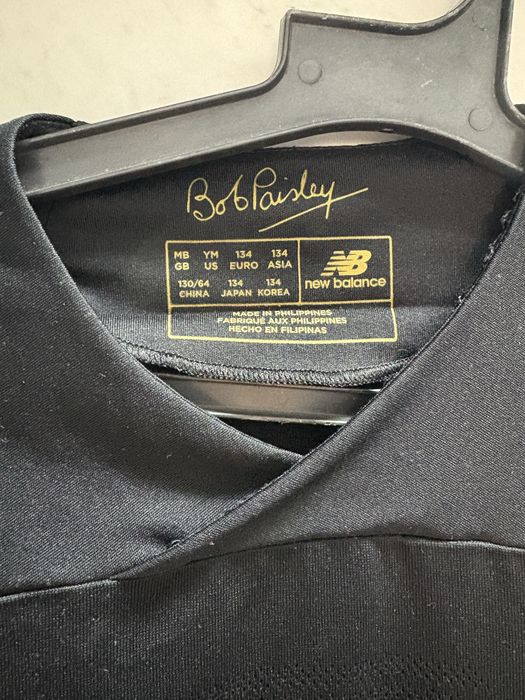 Bob Paisley
MB YM 134 134
GB US EURO ASIA
130/64 134 134
CHINA JAPAN KOREA
NB
new balance
MADE IN PHILIPPINES
FABRIQUÉ AUX PHILIPPINES
HECHO EN FILIPINAS